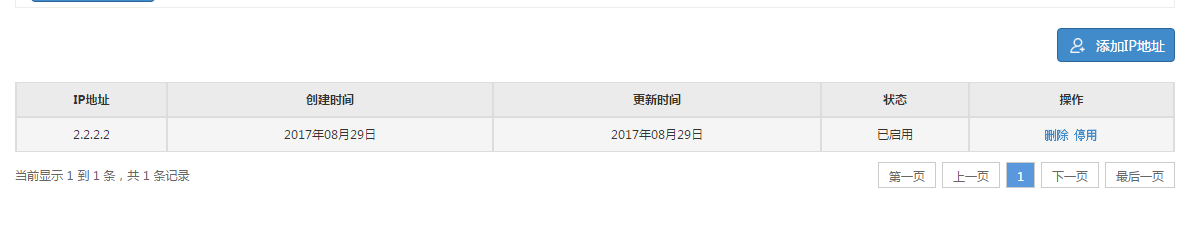 添加IP地址
IP地址 创建时间 更新时间 状态 操作
2.2.2.2 2017年08月29日 2017年08月29日 已启用 删除 停用
当前显示 1 到 1 条，共 1 条记录 第一页 上一页 1 下一页 最后一页